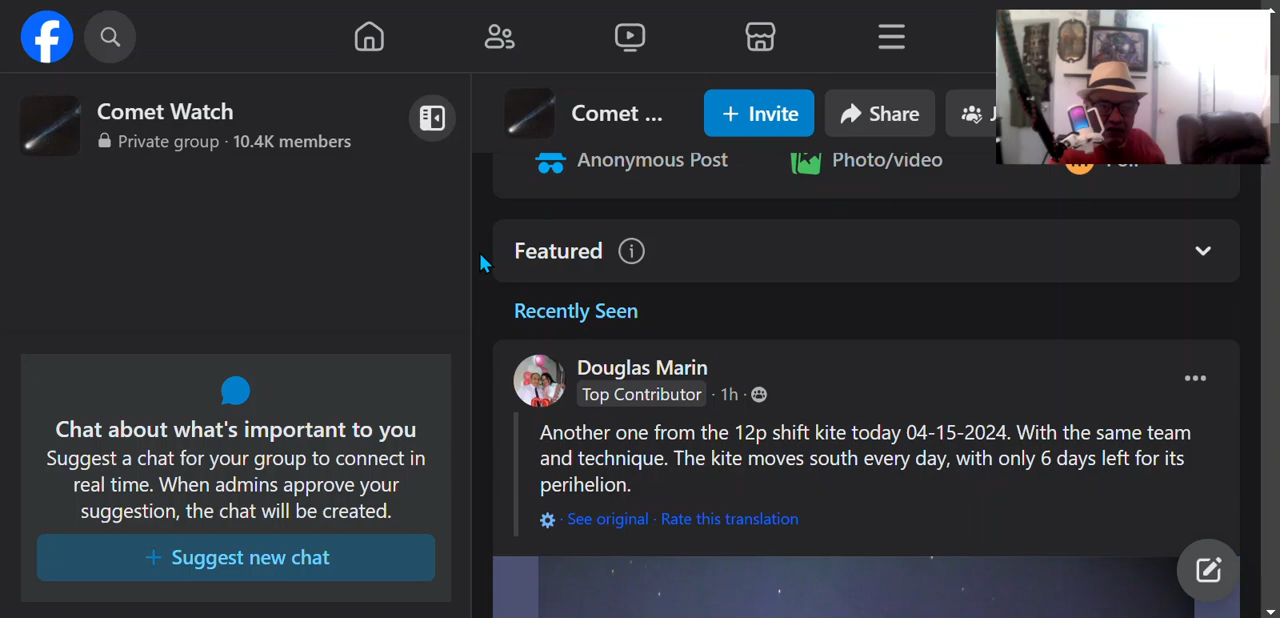 Comet Watch
Private group · 10.4K members
Chat about what's important to you
Suggest a chat for your group to connect in
real time. When admins approve your
suggestion, the chat will be created.
+ Suggest new chat
Comet ...
+ Invite
Share
Anonymous Post
Photo/video
Featured
Recently Seen
Douglas Marin
Top Contributor · 1h ·
Another one from the 12p shift kite today 04-15-2024. With the same team
and technique. The kite moves south every day, with only 6 days left for its
perihelion.
· See original · Rate this translation